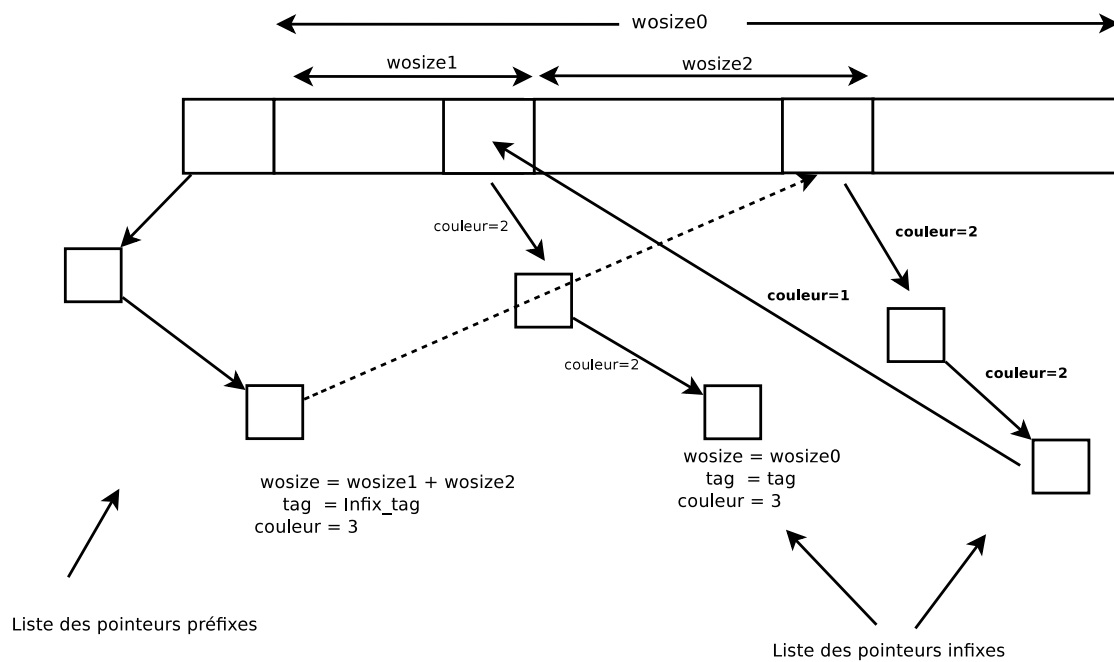 wosize0
wosize1
wosize2
couleur=2
couleur=2
couleur=1
couleur=2
couleur=2
wosize = wosize1 + wosize2
tag = Infix_tag
couleur = 3
wosize = wosize0
tag = tag
couleur = 3
Liste des pointeurs préfixes
Liste des pointeurs infixes